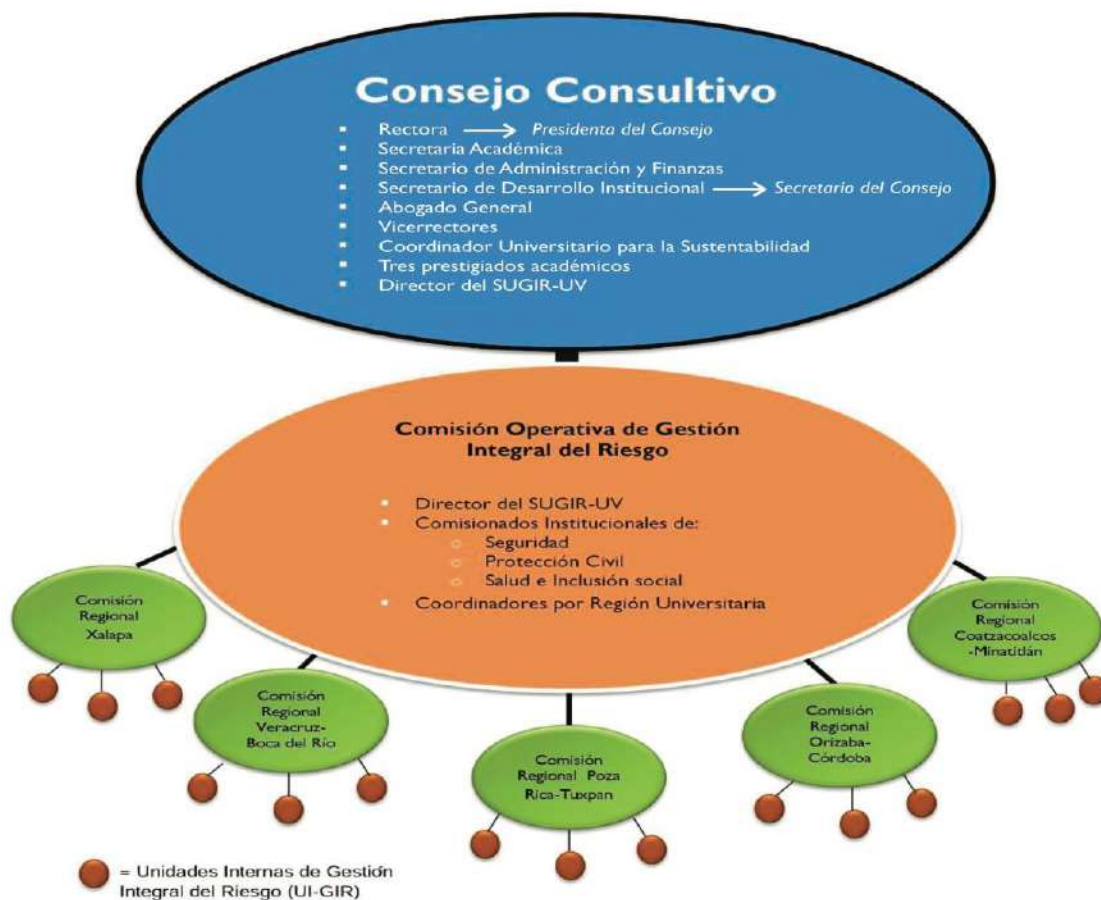 Consejo Consultivo
▪ Rectora → Presidenta del Consejo
▪ Secretaria Académica
▪ Secretario de Administración y Finanzas
▪ Secretario de Desarrollo Institucional → Secretario del Consejo
▪ Abogado General
▪ Vicerrectores
▪ Coordinador Universitario para la Sustentabilidad
▪ Tres prestigiados académicos
▪ Director del SUGIR-UV
Comisión Operativa de Gestión
Integral del Riesgo
▪ Director del SUGIR-UV
▪ Comisionados Institucionales de:
o Seguridad
o Protección Civil
o Salud e Inclusión social
▪ Coordinadores por Región Universitaria
Comisión
Regional
Xalapa
Comisión
Regional
Veracruz-
Boca del Río
Comisión
Regional Poza
Rica-Tuxpan
Comisión
Regional
Orizaba-
Córdoba
Comisión
Regional
Coatzacoalcos
-Minatitlán
= Unidades Internas de Gestión
Integral del Riesgo (UI-GIR)